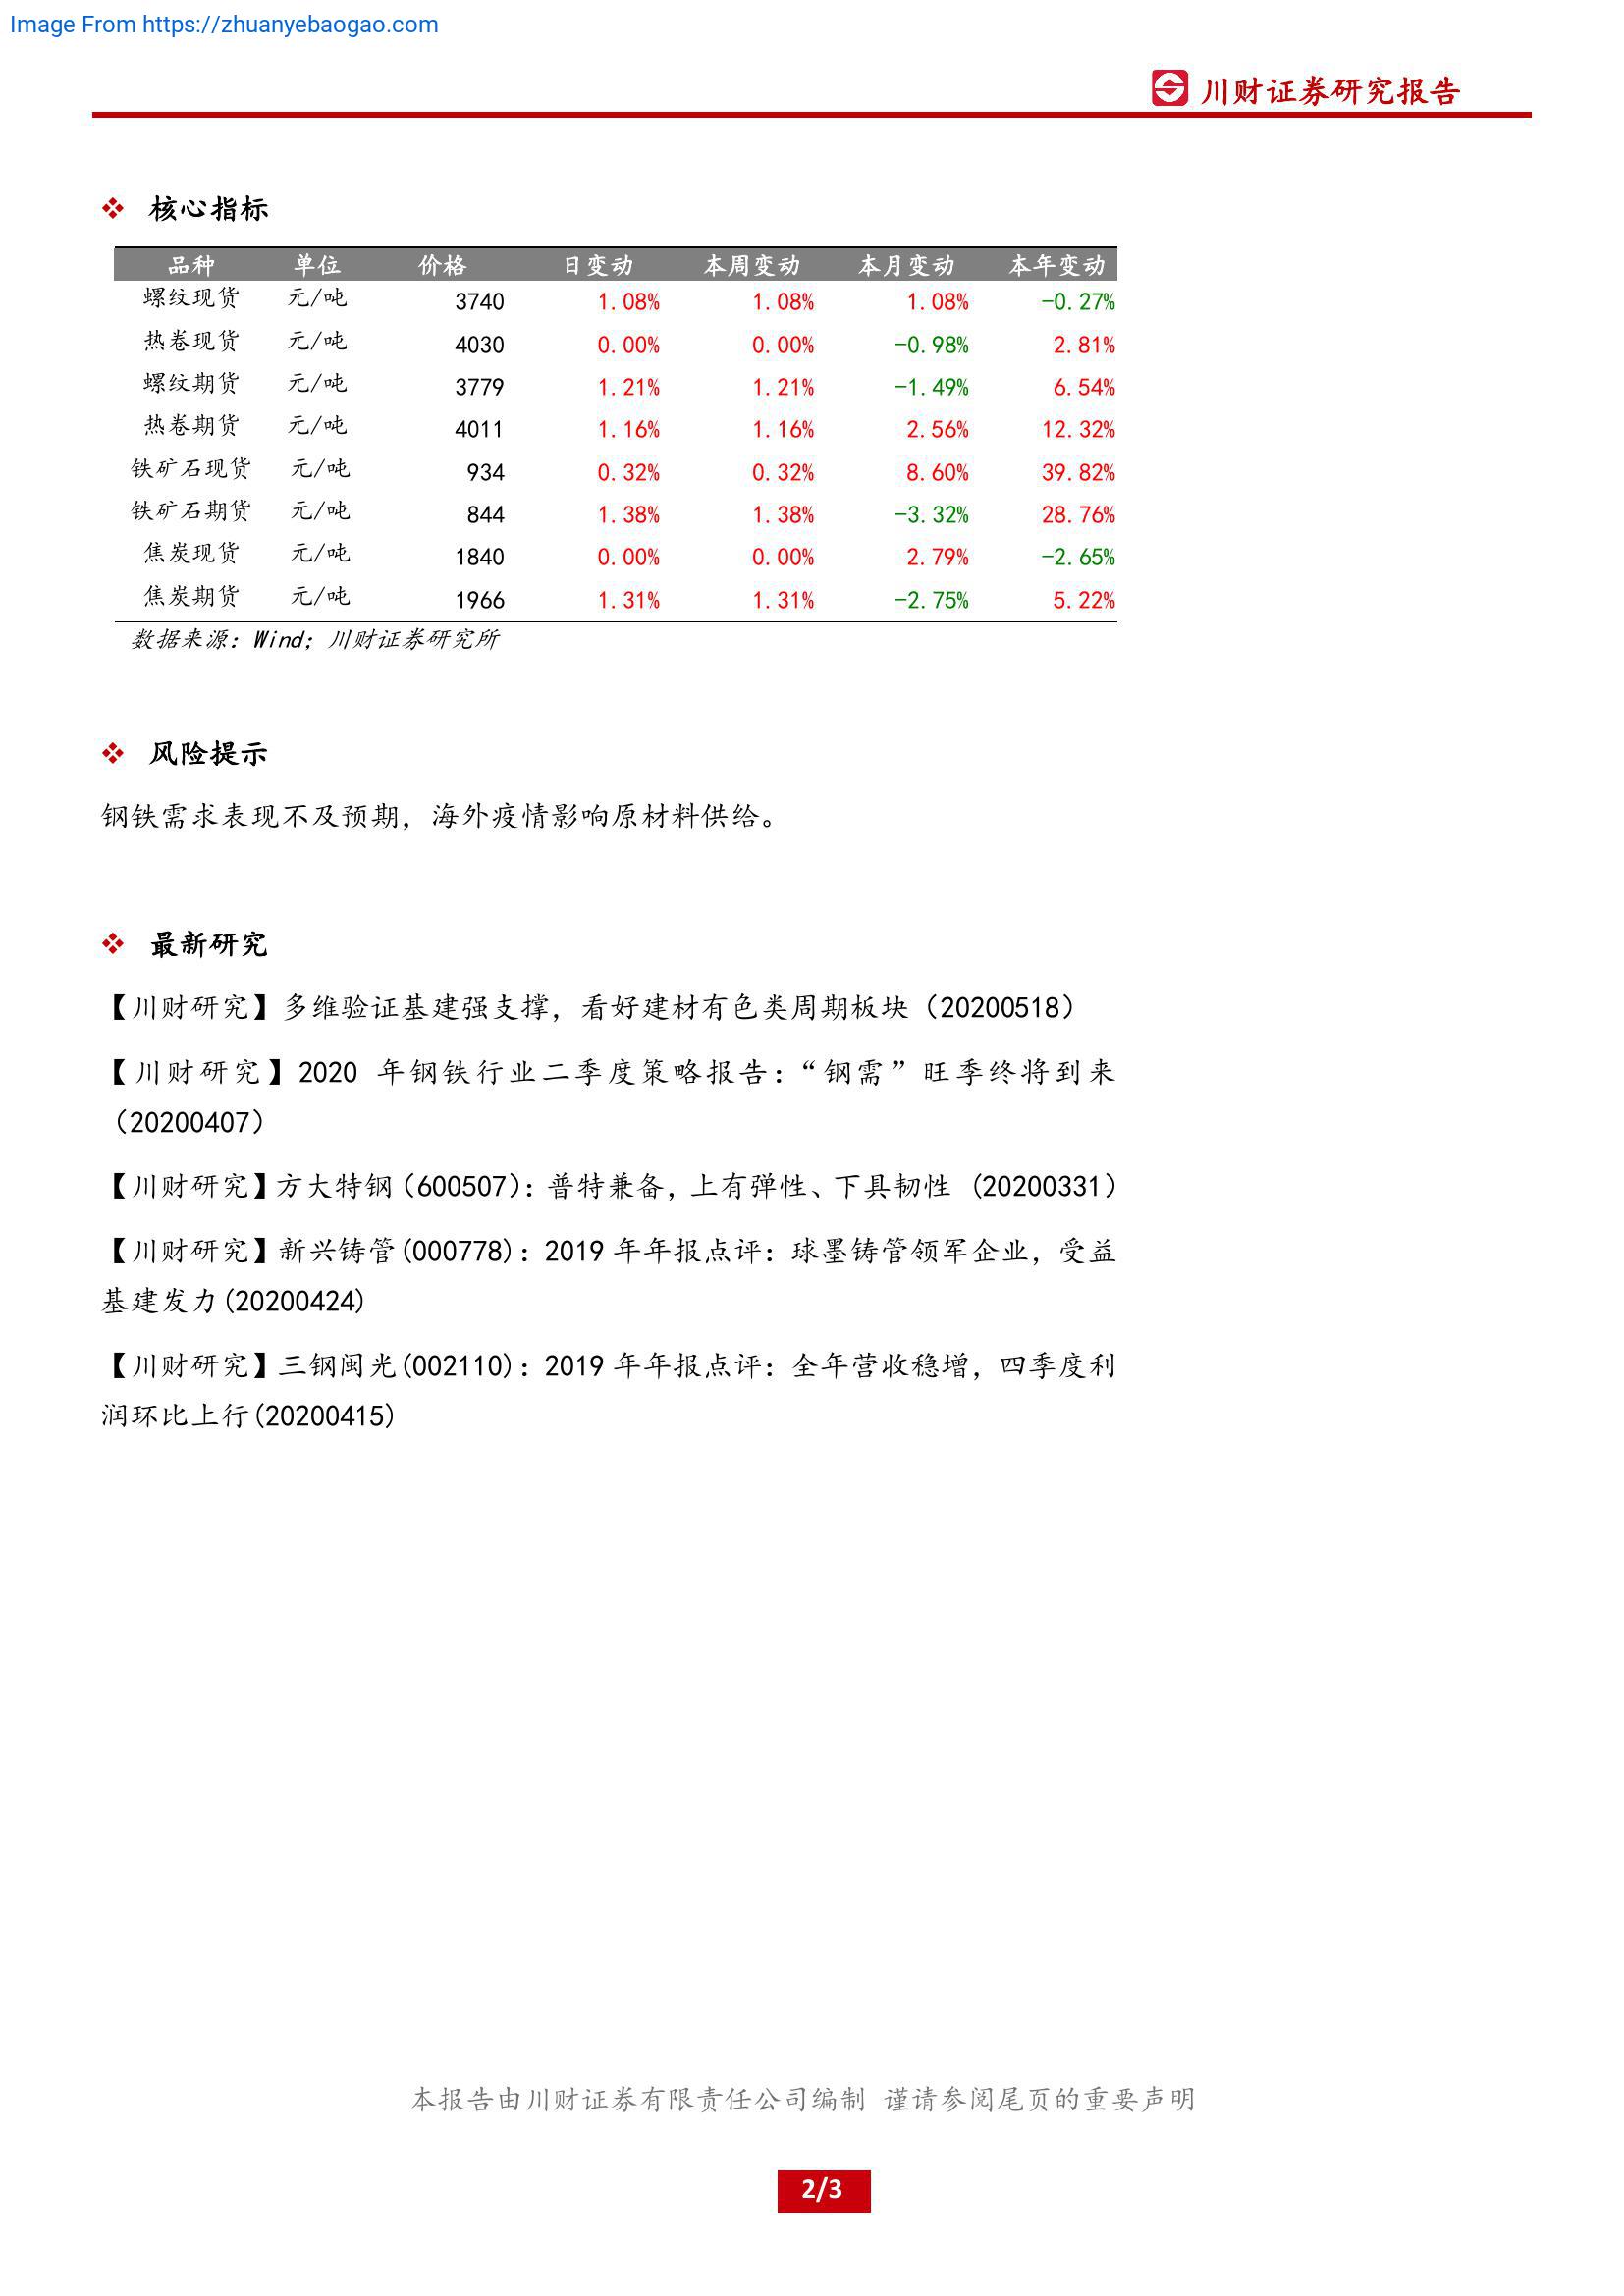 Image From https://zhuanyebaogao.com
川财证券研究报告
❖ 核心指标
品种 单位 价格 日变动 本周变动 本月变动 本年变动
螺纹现货 元/吨 3740 1.08% 1.08% 1.08% -0.27%
热卷现货 元/吨 4030 0.00% 0.00% -0.98% 2.81%
螺纹期货 元/吨 3779 1.21% 1.21% -1.49% 6.54%
热卷期货 元/吨 4011 1.16% 1.16% 2.56% 12.32%
铁矿石现货 元/吨 934 0.32% 0.32% 8.60% 39.82%
铁矿石期货 元/吨 844 1.38% 1.38% -3.32% 28.76%
焦炭现货 元/吨 1840 0.00% 0.00% 2.79% -2.65%
焦炭期货 元/吨 1966 1.31% 1.31% -2.75% 5.22%
数据来源：Wind；川财证券研究所
❖ 风险提示
钢铁需求表现不及预期，海外疫情影响原材料供给。
❖ 最新研究
【川财研究】多维验证基建强支撑，看好建材有色类周期板块（20200518）
【川财研究】2020 年钢铁行业二季度策略报告：“钢需”旺季终将到来
（20200407）
【川财研究】方大特钢（600507）：普特兼备，上有弹性、下具韧性 (20200331)
【川财研究】新兴铸管(000778)：2019 年年报点评：球墨铸管领军企业，受益
基建发力(20200424)
【川财研究】三钢闽光(002110)：2019 年年报点评：全年营收稳增，四季度利
润环比上行(20200415)
本报告由川财证券有限责任公司编制 谨请参阅尾页的重要声明
2/3